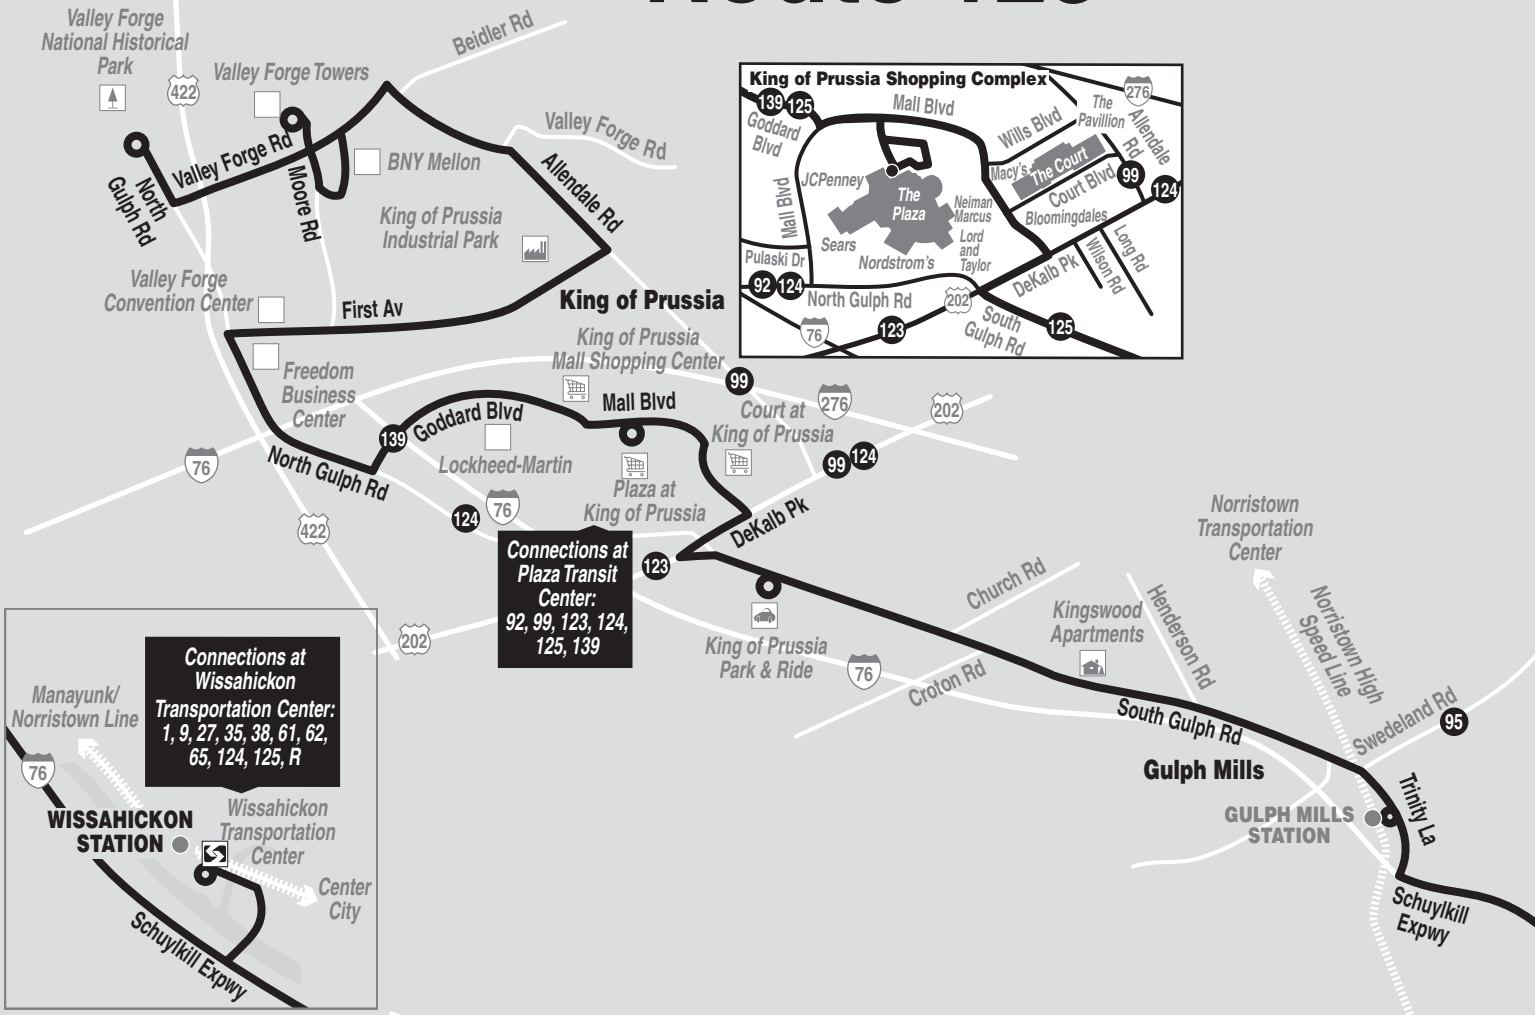 Valley Forge
National Historical
Park
422
Valley Forge Towers
Beidler Rd
Valley Forge Rd
Valley Forge Rd
North
Gulph Rd
Moore Rd
BNY Mellon
King of Prussia
Industrial Park
Allendale Rd
Valley Forge
Convention Center
First Av
King of Prussia
King of Prussia
Mall Shopping Center
Freedom
Business
Center
139
Goddard Blvd
Mall Blvd
99
Court at
King of Prussia
276
202
99
124
76
North Gulph Rd
Lockheed-Martin
Plaza at
King of Prussia
124
76
422
DeKalb Pk
Connections at
Plaza Transit
Center:
92, 99, 123, 124,
125, 139
123
202
King of Prussia
Park & Ride
76
Church Rd
Croton Rd
Kingswood
Apartments
Henderson Rd
Norristown
Transportation
Center
Norristown High
Speed Line
South Gulph Rd
Swedeland Rd
95
Gulph Mills
GULPH MILLS
STATION
Trinity La
Schuylkill
Expwy
King of Prussia Shopping Complex
139
125
Goddard
Blvd
Mall Blvd
Wills Blvd
The
Pavillion
276
Allendale
Rd
Mall Blvd
JCPenney
The
Plaza
Macy's
The Court
Court Blvd
99
124
Neiman
Marcus
Bloomingdales
Sears
Lord
and
Taylor
Nordstrom's
Pulaski Dr
92
124
North Gulph Rd
202
DeKalb Pk
Wilson Rd
Long Rd
76
123
South
Gulph Rd
125
Connections at
Wissahickon
Transportation Center:
1, 9, 27, 35, 38, 61, 62,
65, 124, 125, R
Manayunk/
Norristown Line
76
WISSAHICKON
STATION
Wissahickon
Transportation
Center
Center
City
Schuylkill Expwy